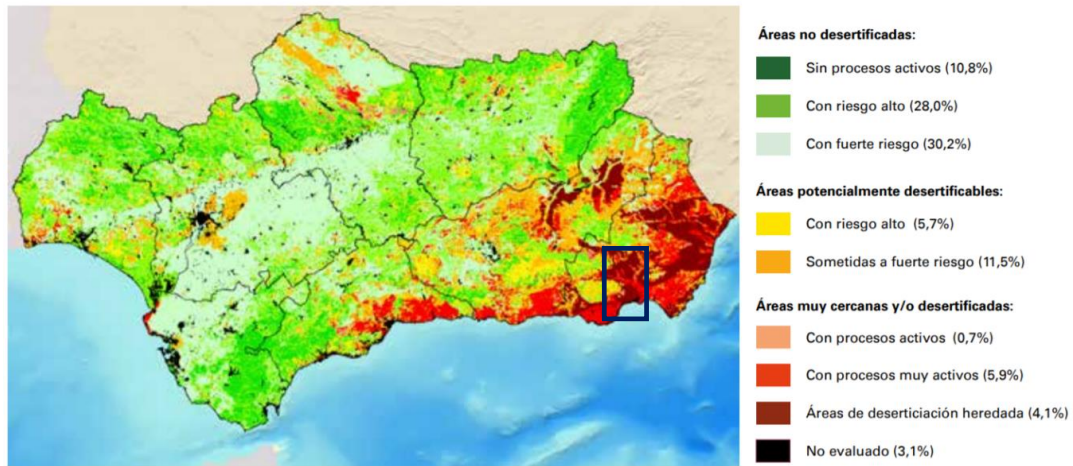 Áreas no desertificadas:
Sin procesos activos (10,8%)
Con riesgo alto (28,0%)
Con fuerte riesgo (30,2%)
Áreas potencialmente desertificables:
Con riesgo alto (5,7%)
Sometidas a fuerte riesgo (11,5%)
Áreas muy cercanas y/o desertificadas:
Con procesos activos (0,7%)
Con procesos muy activos (5,9%)
Áreas de deserticiación heredada (4,1%)
No evaluado (3,1%)